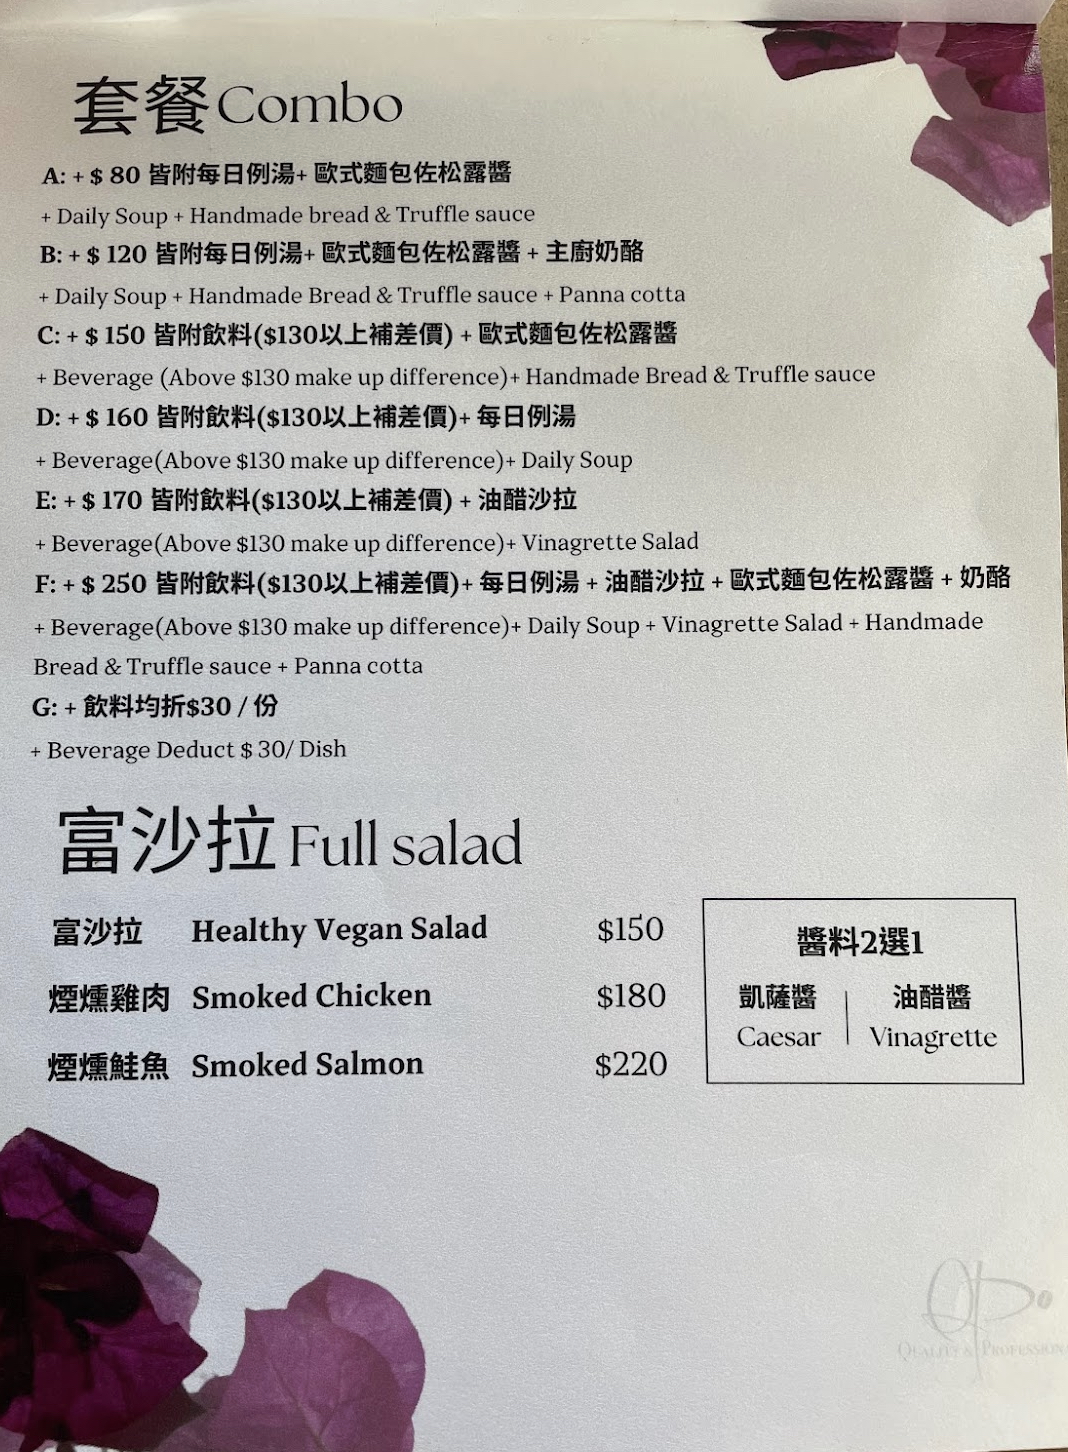 套餐Combo
A: + $ 80 皆附每日例湯+ 歐式麵包佐松露醬
+ Daily Soup + Handmade bread & Truffle sauce
B: + $ 120 皆附每日例湯+ 歐式麵包佐松露醬 + 主廚奶酪
+ Daily Soup + Handmade Bread & Truffle sauce + Panna cotta
C: + $ 150 皆附飲料($130以上補差價) + 歐式麵包佐松露醬
+ Beverage (Above $130 make up difference)+ Handmade Bread & Truffle sauce
D: + $ 160 皆附飲料($130以上補差價)+ 每日例湯
+ Beverage(Above $130 make up difference)+ Daily Soup
E: + $ 170 皆附飲料($130以上補差價) + 油醋沙拉
+ Beverage(Above $130 make up difference)+ Vinagrette Salad
F: + $ 250 皆附飲料($130以上補差價)+ 每日例湯 + 油醋沙拉 + 歐式麵包佐松露醬 + 奶酪
+ Beverage(Above $130 make up difference)+ Daily Soup + Vinagrette Salad + Handmade
Bread & Truffle sauce + Panna cotta
G: + 飲料均折$30 / 份
+ Beverage Deduct $ 30/ Dish
富沙拉 Full salad
富沙拉 Healthy Vegan Salad $150
煙燻雞肉 Smoked Chicken $180
煙燻鮭魚 Smoked Salmon $220
醬料2選1
凱薩醬 | 油醋醬
Caesar | Vinagrette
QUALITY & PROFESSION